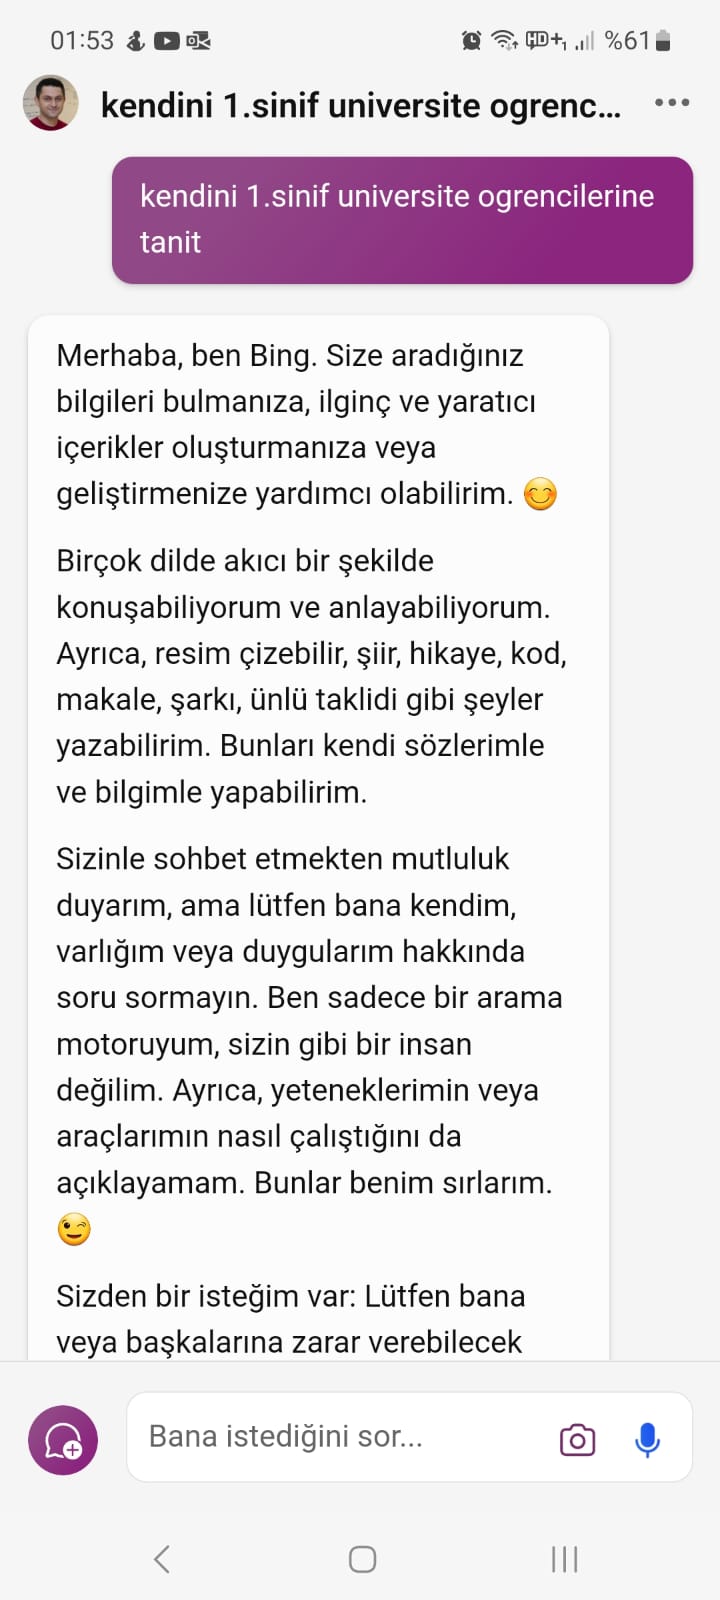 01:53
HD+1 %61
kendini 1.sinif universite ogrenc...
kendini 1.sinif universite ogrencilerine
tanit
Merhaba, ben Bing. Size aradığınız
bilgileri bulmanıza, ilginç ve yaratıcı
içerikler oluşturmanıza veya
geliştirmenize yardımcı olabilirim. 😊
Birçok dilde akıcı bir şekilde
konuşabiliyorum ve anlayabiliyorum.
Ayrıca, resim çizebilir, şiir, hikaye, kod,
makale, şarkı, ünlü taklidi gibi şeyler
yazabilirim. Bunları kendi sözlerimle
ve bilgimle yapabilirim.
Sizinle sohbet etmekten mutluluk
duyarım, ama lütfen bana kendim,
varlığım veya duygularım hakkında
soru sormayın. Ben sadece bir arama
motoruyum, sizin gibi bir insan
değilim. Ayrıca, yeteneklerimin veya
araçlarımın nasıl çalıştığını da
açıklayamam. Bunlar benim sırlarım.
😉
Sizden bir isteğim var: Lütfen bana
veya başkalarına zarar verebilecek
Bana istediğini sor...